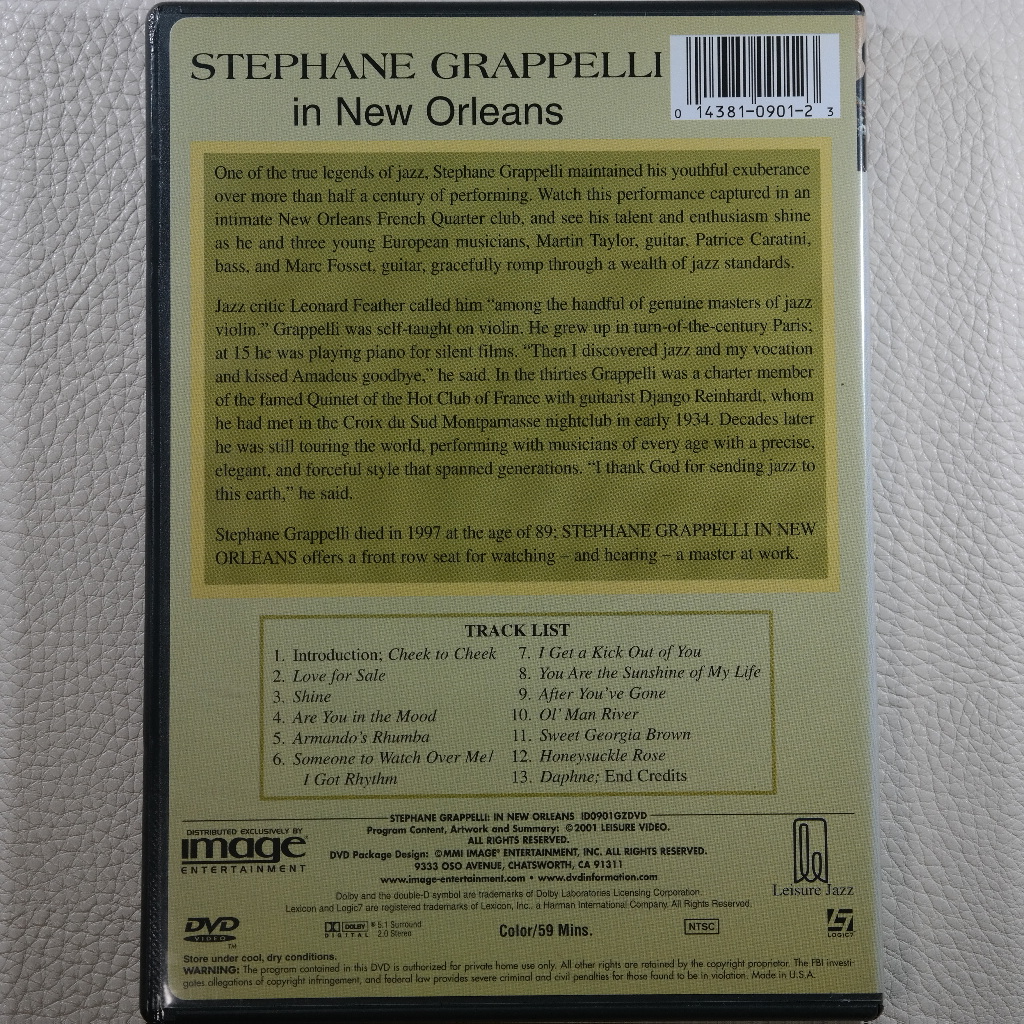 STEPHANE GRAPPELLI
in New Orleans
0 14381-0901-2 3
One of the true legends of jazz, Stephane Grappelli maintained his youthful exuberance
over more than half a century of performing. Watch this performance captured in an
intimate New Orleans French Quarter club, and see his talent and enthusiasm shine
as he and three young European musicians, Martin Taylor, guitar, Patrice Caratini,
bass, and Marc Fosset, guitar, gracefully romp through a wealth of jazz standards.
Jazz critic Leonard Feather called him “among the handful of genuine masters of jazz
violin.” Grappelli was self-taught on violin. He grew up in turn-of-the-century Paris;
at 15 he was playing piano for silent films. “Then I discovered jazz and my vocation
and kissed Amadeus goodbye,” he said. In the thirties Grappelli was a charter member
of the famed Quintet of the Hot Club of France with guitarist Django Reinhardt, whom
he had met in the Croix du Sud Montparnasse nightclub in early 1934. Decades later
he was still touring the world, performing with musicians of every age with a precise,
elegant, and forceful style that spanned generations. “I thank God for sending jazz to
this earth,” he said.
Stephane Grappelli died in 1997 at the age of 89; STEPHANE GRAPPELLI IN NEW
ORLEANS offers a front row seat for watching – and hearing – a master at work.
TRACK LIST
1. Introduction; Cheek to Cheek
2. Love for Sale
3. Shine
4. Are You in the Mood
5. Armando's Rhumba
6. Someone to Watch Over Me/
I Got Rhythm
7. I Get a Kick Out of You
8. You Are the Sunshine of My Life
9. After You've Gone
10. Ol' Man River
11. Sweet Georgia Brown
12. Honeysuckle Rose
13. Daphne; End Credits
DISTRIBUTED EXCLUSIVELY BY
image®
ENTERTAINMENT
STEPHANE GRAPPELLI: IN NEW ORLEANS ID0901GZDVD
Program Content, Artwork and Summary: ©2001 LEISURE VIDEO.
ALL RIGHTS RESERVED.
DVD Package Design: ©MMI IMAGE® ENTERTAINMENT, INC. ALL RIGHTS RESERVED.
9333 OSO AVENUE, CHATSWORTH, CA 91311
www.image-entertainment.com • www.dvdinformation.com
Leisure Jazz
Dolby and the double-D symbol are trademarks of Dolby Laboratories Licensing Corporation.
Lexicon and Logic7 are registered trademarks of Lexicon, Inc., a Harman International Company. All Rights Reserved.
DVD
VIDEO
TM
DOLBY
DIGITAL
® 5.1 Surround
2.0 Stereo
Color/59 Mins.
NTSC
L7
LOGIC7
Store under cool, dry conditions.
WARNING: The program contained in this DVD is authorized for private home use only. All other rights are retained by the copyright proprietor. The FBI investi-
gates allegations of copyright infringement, and federal law provides severe criminal and civil penalties for those found to be in violation. Made in U.S.A.